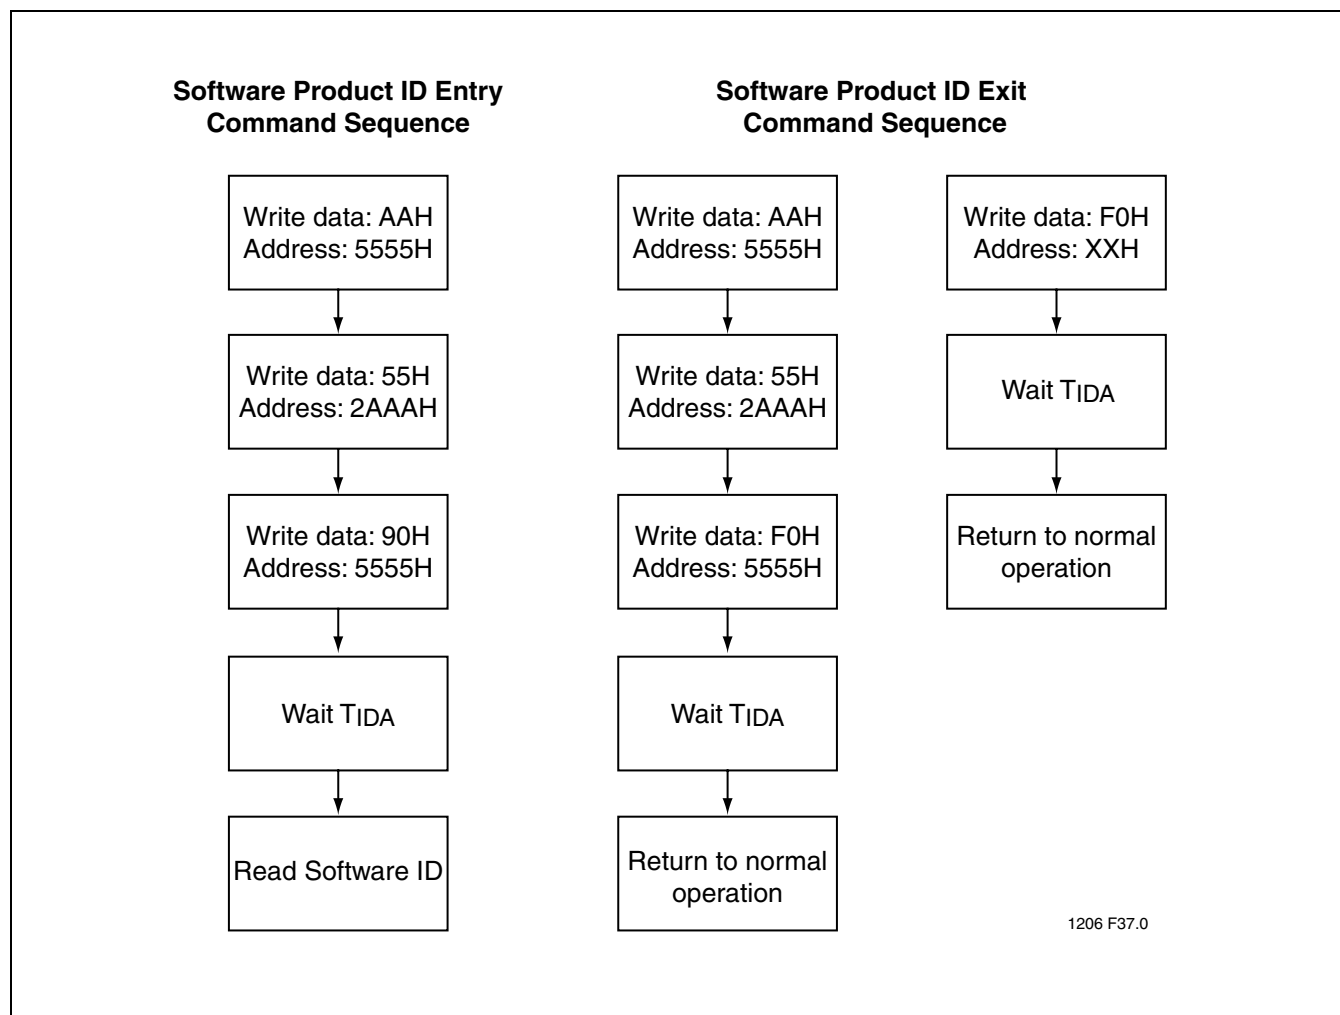 Software Product ID Entry
Command Sequence
Write data: AAH
Address: 5555H
Write data: 55H
Address: 2AAAH
Write data: 90H
Address: 5555H
Wait TIDA
Read Software ID
Software Product ID Exit
Command Sequence
Write data: AAH
Address: 5555H
Write data: 55H
Address: 2AAAH
Write data: F0H
Address: 5555H
Wait TIDA
Return to normal
operation
Write data: F0H
Address: XXH
Wait TIDA
Return to normal
operation
1206 F37.0